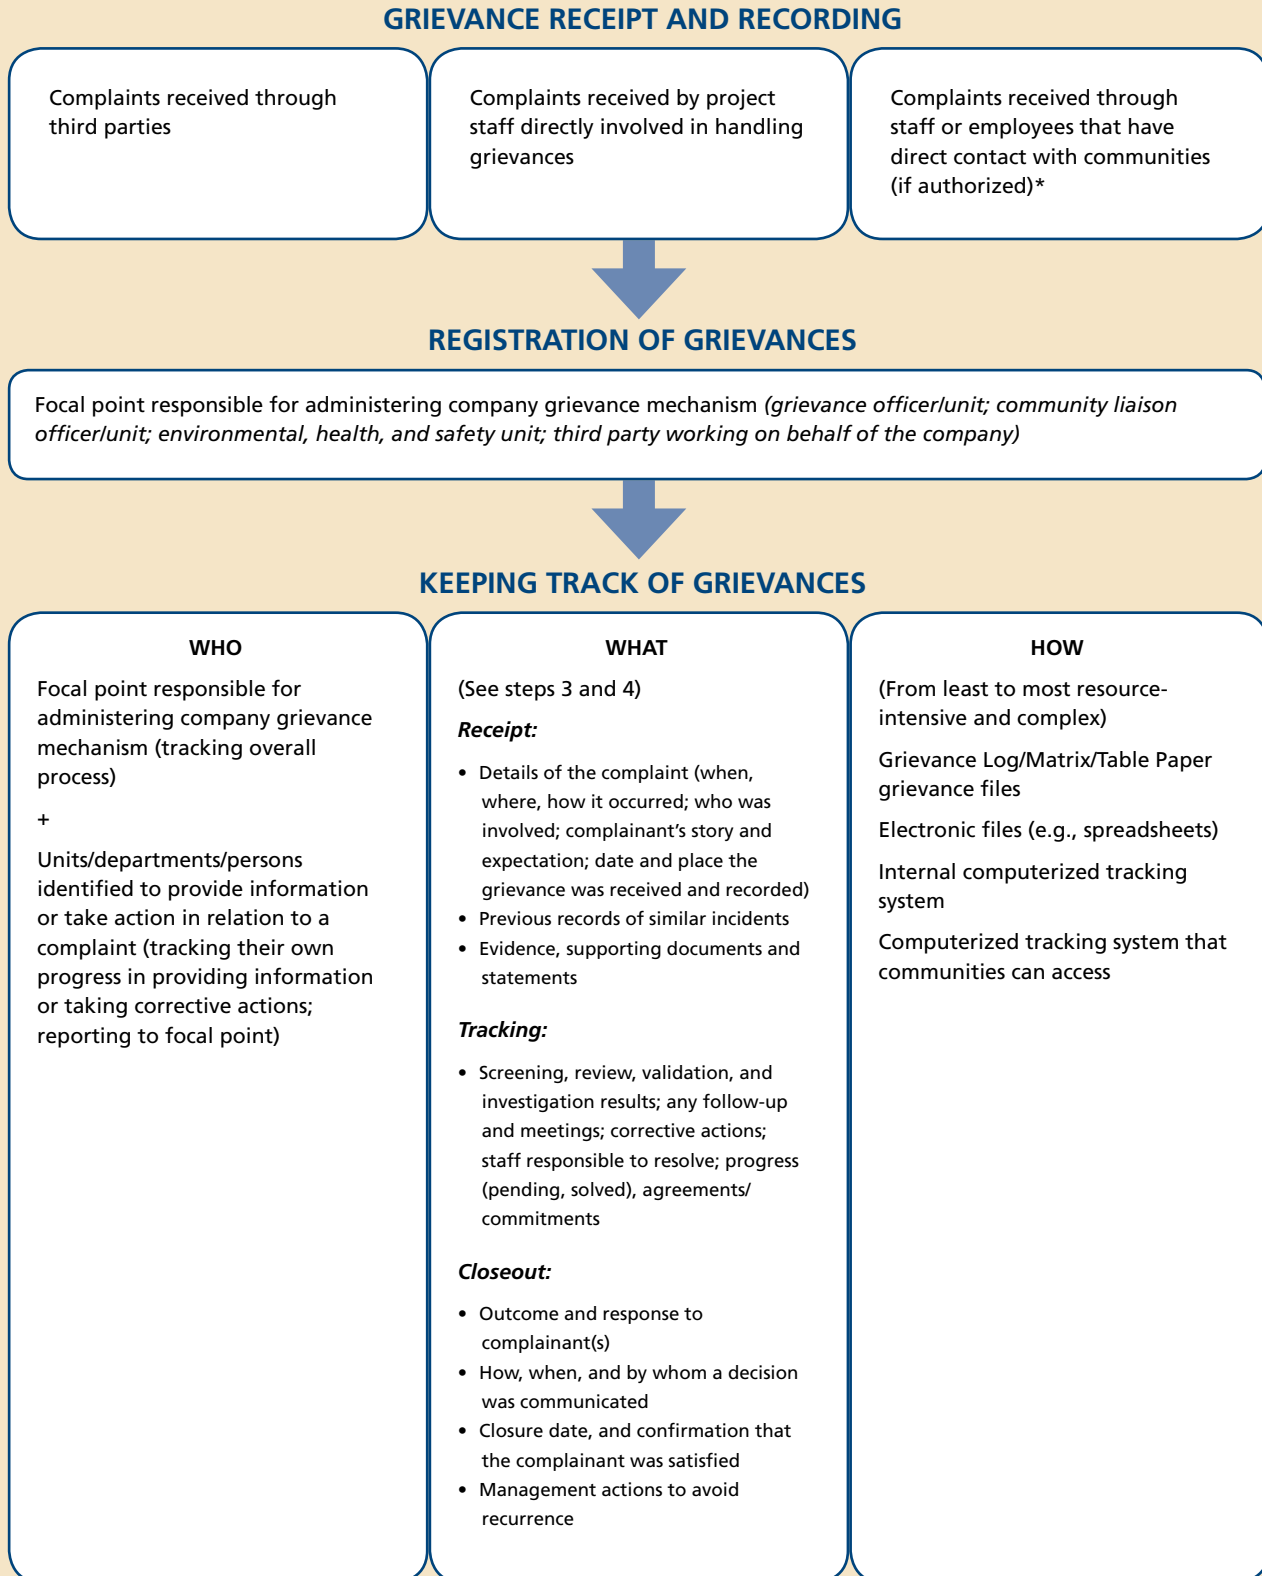 GRIEVANCE RECEIPT AND RECORDING
Complaints received through
third parties
Complaints received by project
staff directly involved in handling
grievances
Complaints received through
staff or employees that have
direct contact with communities
(if authorized)*
REGISTRATION OF GRIEVANCES
Focal point responsible for administering company grievance mechanism (grievance officer/unit; community liaison
officer/unit; environmental, health, and safety unit; third party working on behalf of the company)
KEEPING TRACK OF GRIEVANCES
WHO
Focal point responsible for
administering company grievance
mechanism (tracking overall
process)
+
Units/departments/persons
identified to provide information
or take action in relation to a
complaint (tracking their own
progress in providing information
or taking corrective actions;
reporting to focal point)
WHAT
(See steps 3 and 4)
Receipt:
• Details of the complaint (when,
where, how it occurred; who was
involved; complainant's story and
expectation; date and place the
grievance was received and recorded)
• Previous records of similar incidents
• Evidence, supporting documents and
statements
Tracking:
• Screening, review, validation, and
investigation results; any follow-up
and meetings; corrective actions;
staff responsible to resolve; progress
(pending, solved), agreements/
commitments
Closeout:
• Outcome and response to
complainant(s)
• How, when, and by whom a decision
was communicated
• Closure date, and confirmation that
the complainant was satisfied
• Management actions to avoid
recurrence
HOW
(From least to most resource-
intensive and complex)
Grievance Log/Matrix/Table Paper
grievance files
Electronic files (e.g., spreadsheets)
Internal computerized tracking
system
Computerized tracking system that
communities can access